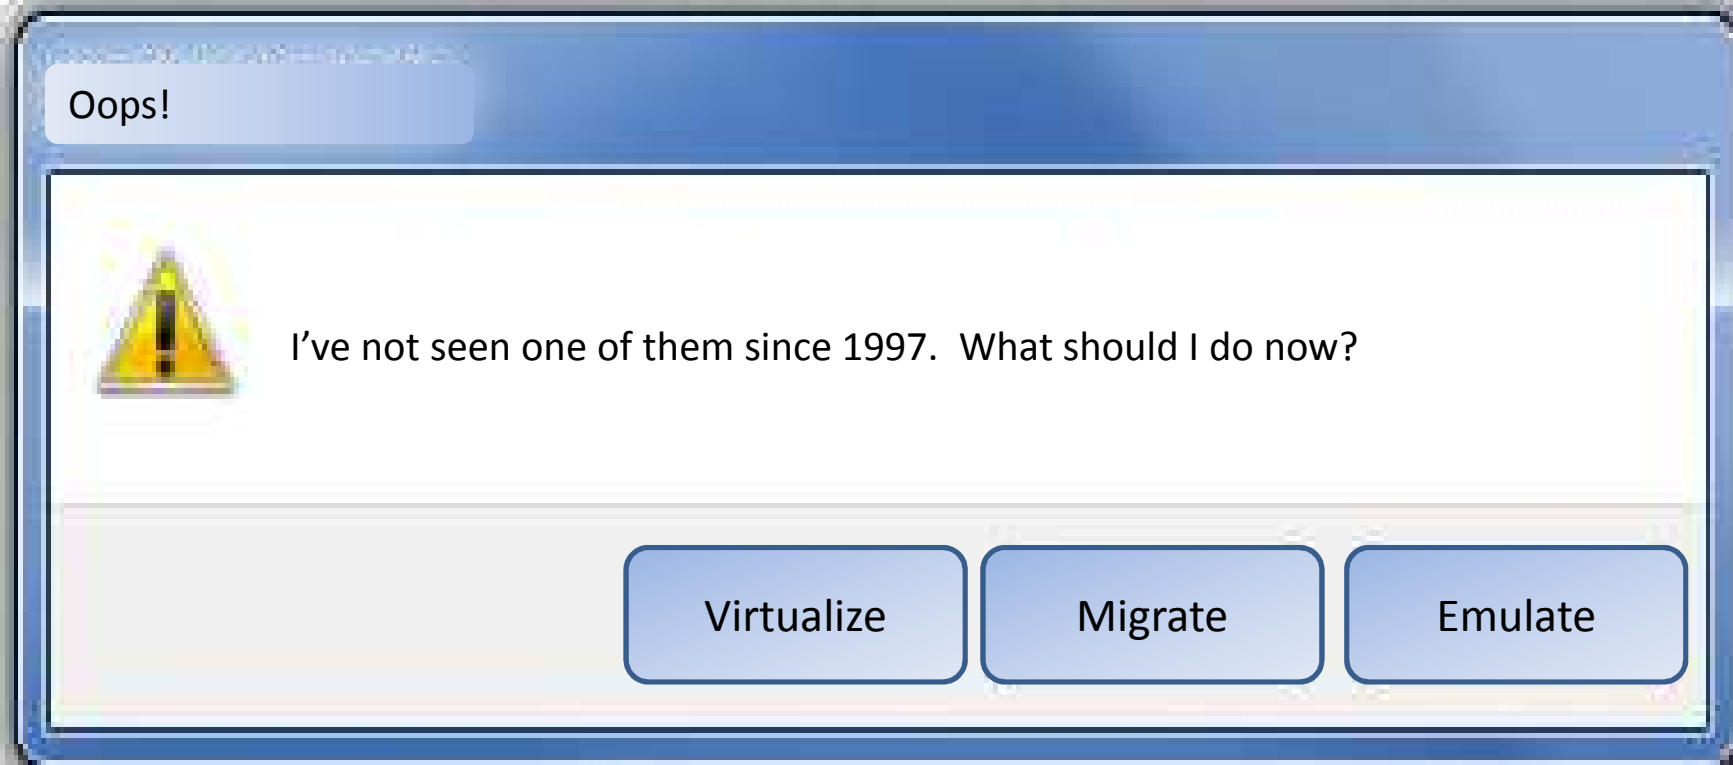 Oops!
I’ve not seen one of them since 1997.  What should I do now?
Virtualize
Migrate
Emulate